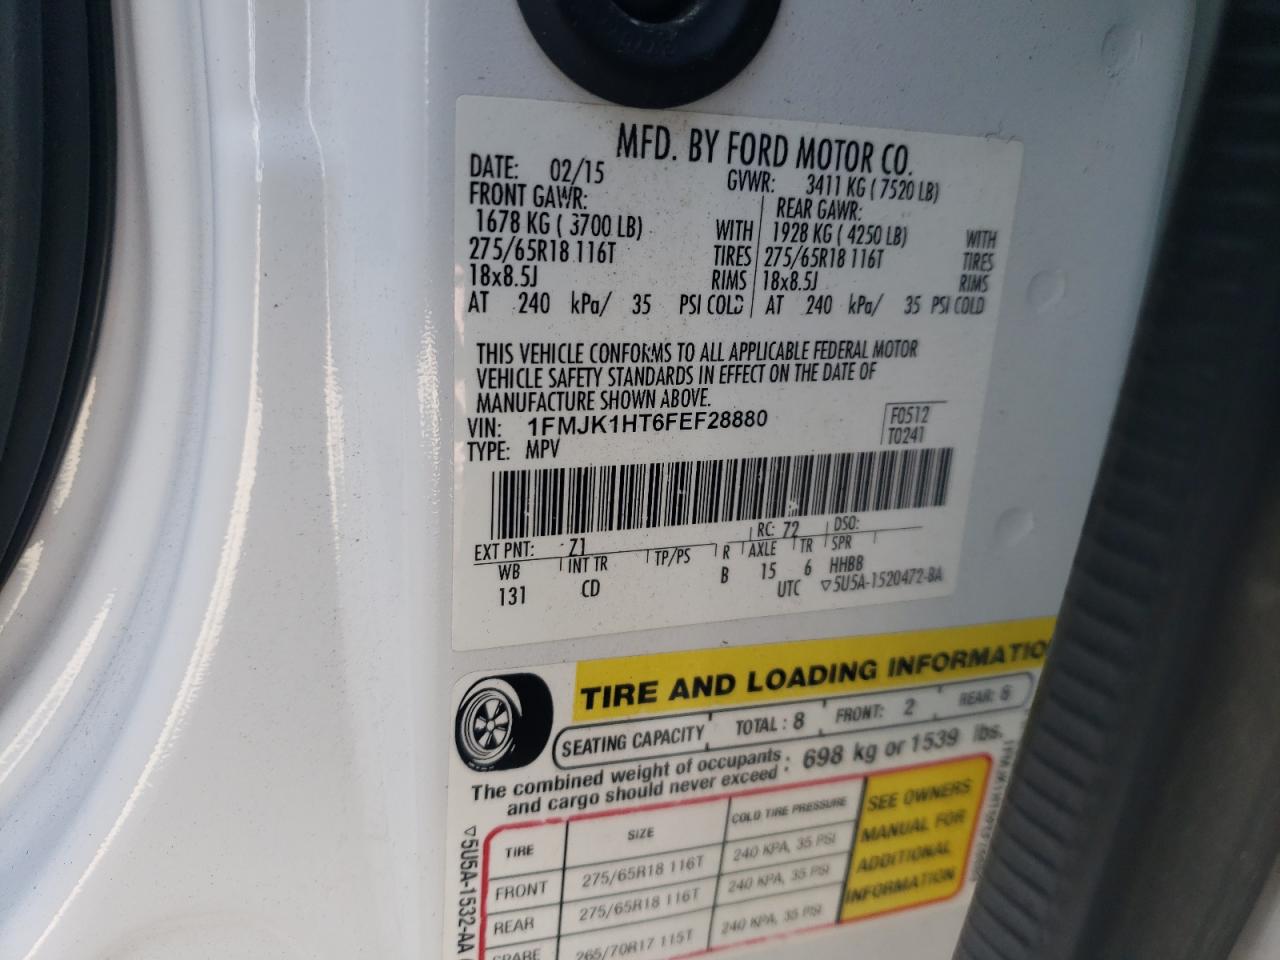 MFD. BY FORD MOTOR CO.
DATE: 02/15 GVWR: 3411 KG ( 7520 LB)
FRONT GAWR: REAR GAWR:
1678 KG ( 3700 LB) WITH 1928 KG ( 4250 LB) WITH
275/65R18 116T TIRES 275/65R18 116T TIRES
18x8.5J RIMS 18x8.5J RIMS
AT 240 kPa/ 35 PSI COLD AT 240 kPa/ 35 PSI COLD
THIS VEHICLE CONFORMS TO ALL APPLICABLE FEDERAL MOTOR
VEHICLE SAFETY STANDARDS IN EFFECT ON THE DATE OF
MANUFACTURE SHOWN ABOVE.
VIN: 1FMJK1HT6FEF28880 F0512
TYPE: MPV T0241
EXT PNT: Z1 RC: 72 DSO:
WB INT TR TP/PS R AXLE TR SPR
131 CD B 15 6 HHBB
UTC ▽5U5A-1520472-BA
TIRE AND LOADING INFORMATIO
SEATING CAPACITY TOTAL : 8 FRONT: 2 REAR: 6
The combined weight of occupants
and cargo should never exceed : 698 kg or 1539 lbs.
TIRE SIZE COLD TIRE PRESSURE
FRONT 275/65R18 116T 240 KPA, 35 PSI
REAR 275/65R18 116T 240 KPA, 35 PSI
SPARE 265/70R17 115T 240 KPA, 35 PSI
SEE OWNERS
MANUAL FOR
ADDITIONAL
INFORMATION
▽5U5A-1532-AA